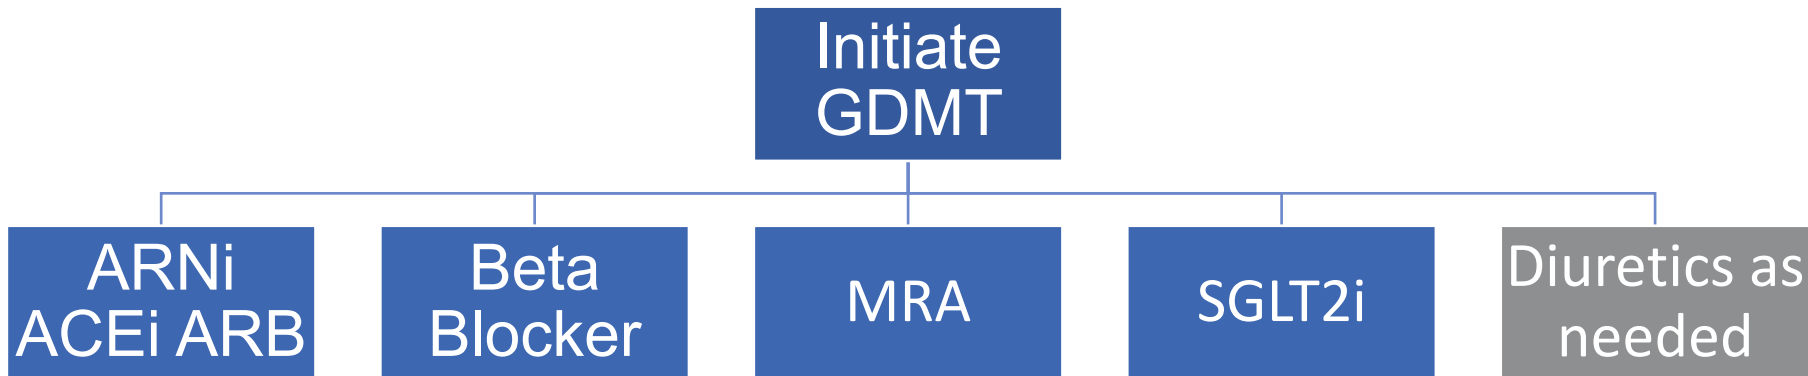 Initiate
GDMT
ARNi
ACEi ARB
Beta
Blocker
MRA
SGLT2i
Diuretics as
needed